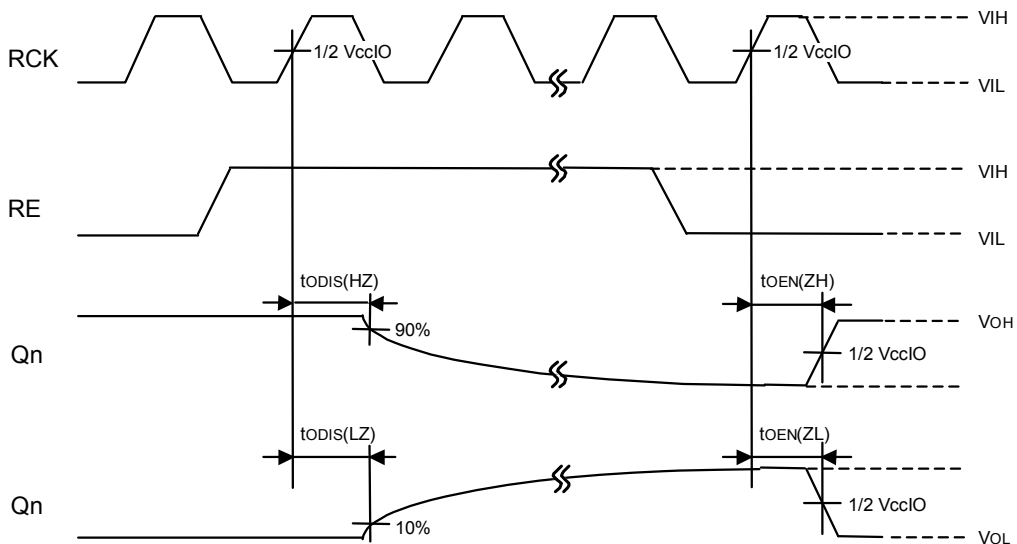 VIH
RCK
1/2 VccIO
1/2 VccIO
VIL
VIH
RE
VIL
tODIS(HZ)
tOEN(ZH)
VOH
90%
Qn
1/2 VccIO
tODIS(LZ)
tOEN(ZL)
Qn
1/2 VccIO
10%
VOL